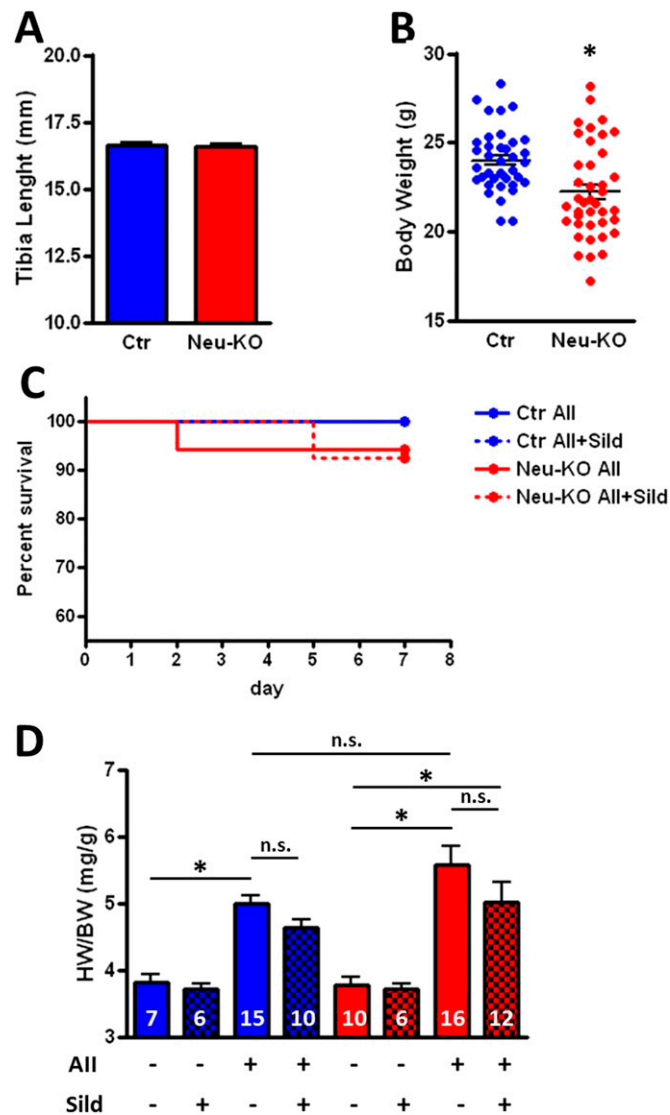 A
B
20.0
17.5
15.0
12.5
10.0
Tibia Lenght (mm)
Ctr
Neu-KO
30
25
20
15
Body Weight (g)
*
Ctr
Neu-KO
C
100
90
80
70
60
Percent survival
0 1 2 3 4 5 6 7 8
day
Ctr AII
Ctr AII+Sild
Neu-KO AII
Neu-KO AII+Sild
D
7
6
5
4
3
HW/BW (mg/g)
n.s.
*
n.s.
*
*
n.s.
7 6 15 10 10 6 16 12
AII - - + + - - + +
Sild - + - + - + - +